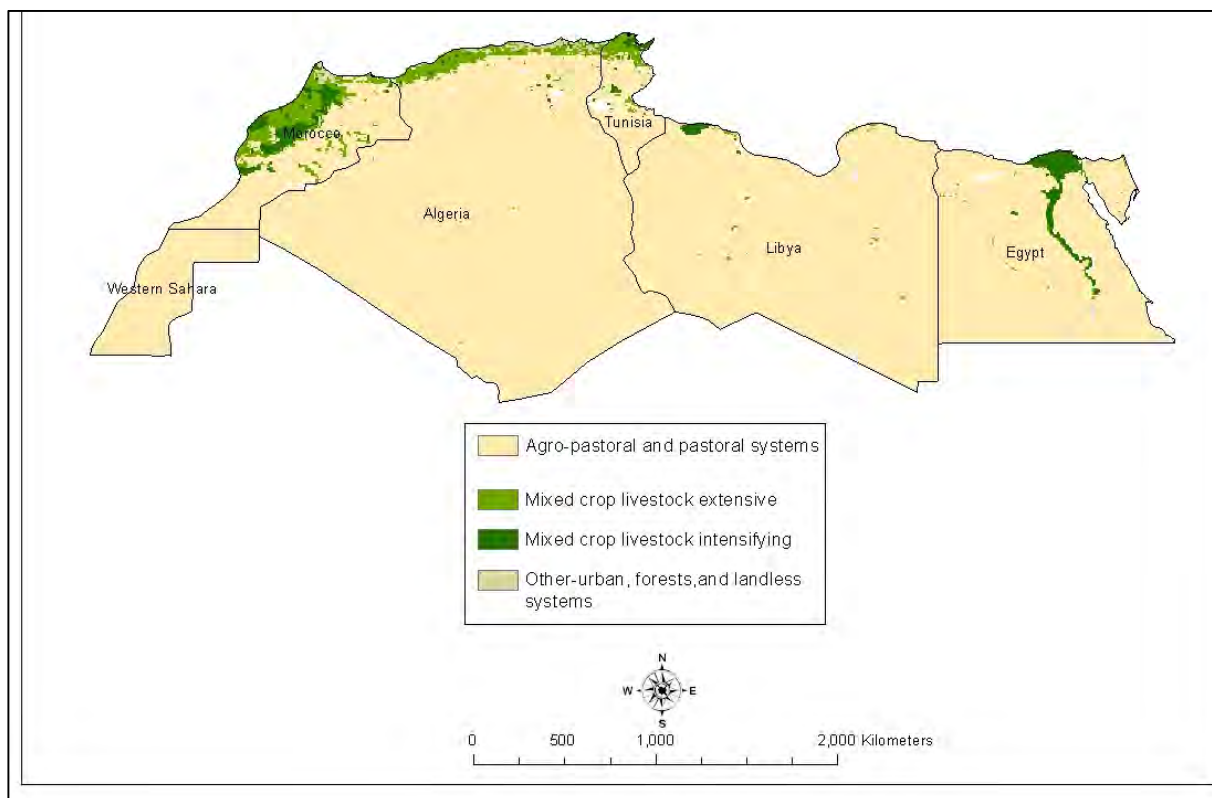 Morocco
Tunisia
Algeria
Libya
Egypt
Western Sahara
Agro-pastoral and pastoral systems
Mixed crop livestock extensive
Mixed crop livestock intensifying
Other-urban, forests,and landless
systems
N
W E
S
0 500 1,000 2,000 Kilometers